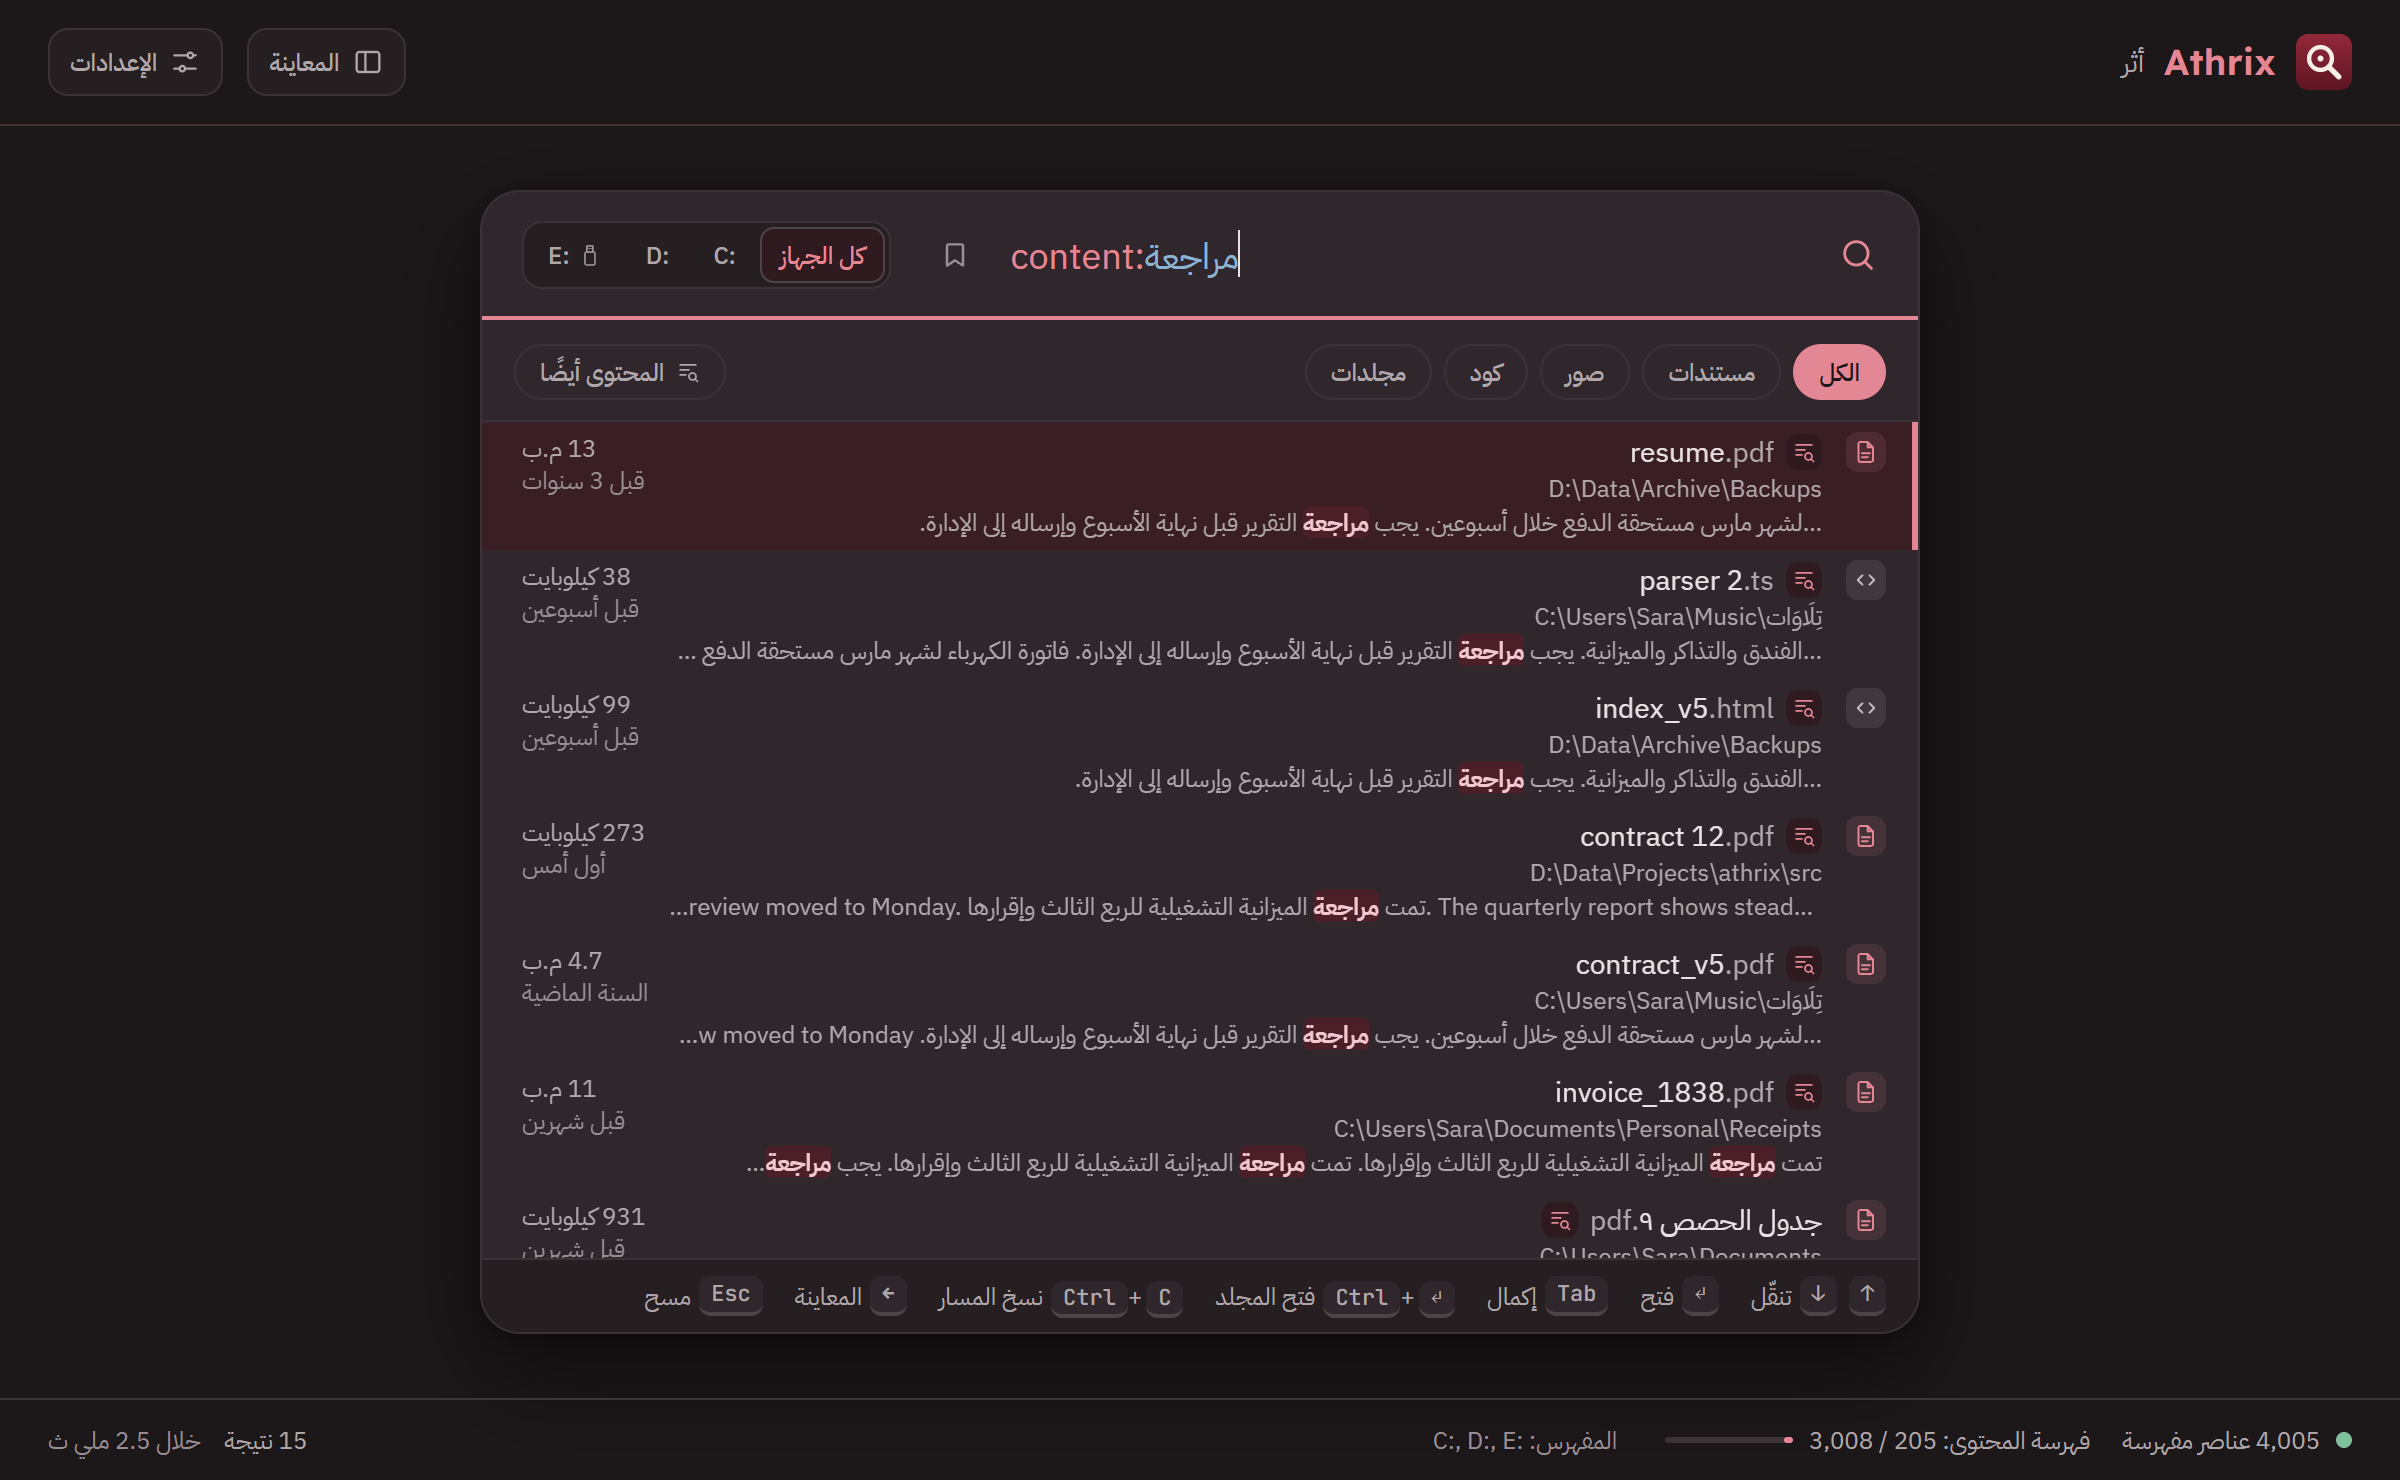 Athrix أثر
المعاينة
الإعدادات
content:مراجعة
كل الجهاز C: D: E:
الكل مستندات صور كود مجلدات
المحتوى أيضًا
resume.pdf
13 م.ب
D:\Data\Archive\Backups
قبل 3 سنوات
...لشهر مارس مستحقة الدفع خلال أسبوعين. يجب مراجعة التقرير قبل نهاية الأسبوع وإرساله إلى الإدارة.
parser 2.ts
38 كيلوبايت
C:\Users\Sara\Music\تِلَاوَات
قبل أسبوعين
...الفندق والتذاكر والميزانية. يجب مراجعة التقرير قبل نهاية الأسبوع وإرساله إلى الإدارة. فاتورة الكهرباء لشهر مارس مستحقة الدفع ...
index_v5.html
99 كيلوبايت
D:\Data\Archive\Backups
قبل أسبوعين
...الفندق والتذاكر والميزانية. يجب مراجعة التقرير قبل نهاية الأسبوع وإرساله إلى الإدارة.
contract 12.pdf
273 كيلوبايت
D:\Data\Projects\athrix\src
أول أمس
...The quarterly report shows stead. تمت مراجعة الميزانية التشغيلية للربع الثالث وإقرارها .review moved to Monday...
contract_v5.pdf
4.7 م.ب
C:\Users\Sara\Music\تِلَاوَات
السنة الماضية
...لشهر مارس مستحقة الدفع خلال أسبوعين. يجب مراجعة التقرير قبل نهاية الأسبوع وإرساله إلى الإدارة. w moved to Monday...
invoice_1838.pdf
11 م.ب
C:\Users\Sara\Documents\Personal\Receipts
قبل شهرين
تمت مراجعة الميزانية التشغيلية للربع الثالث وإقرارها. تمت مراجعة الميزانية التشغيلية للربع الثالث وإقرارها. يجب مراجعة...
جدول الحصص ٩.pdf
931 كيلوبايت
C:\Users\Sara\Documents
قبل شهرين
↑ ↓ تنقّل ↵ فتح Tab إكمال Ctrl+↵ فتح المجلد Ctrl+C نسخ المسار ← المعاينة Esc مسح
4,005 عناصر مفهرسة فهرسة المحتوى: 205 / 3,008 المفهرس: C:, D:, E:
15 نتيجة خلال 2.5 ملي ث